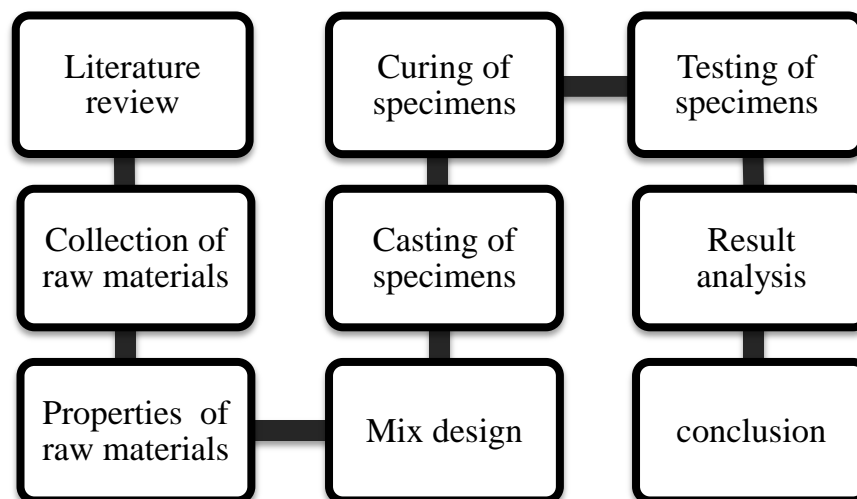 Literature
review
Collection of
raw materials
Properties of
raw materials
Mix design
Casting of
specimens
Curing of
specimens
Testing of
specimens
Result
analysis
conclusion